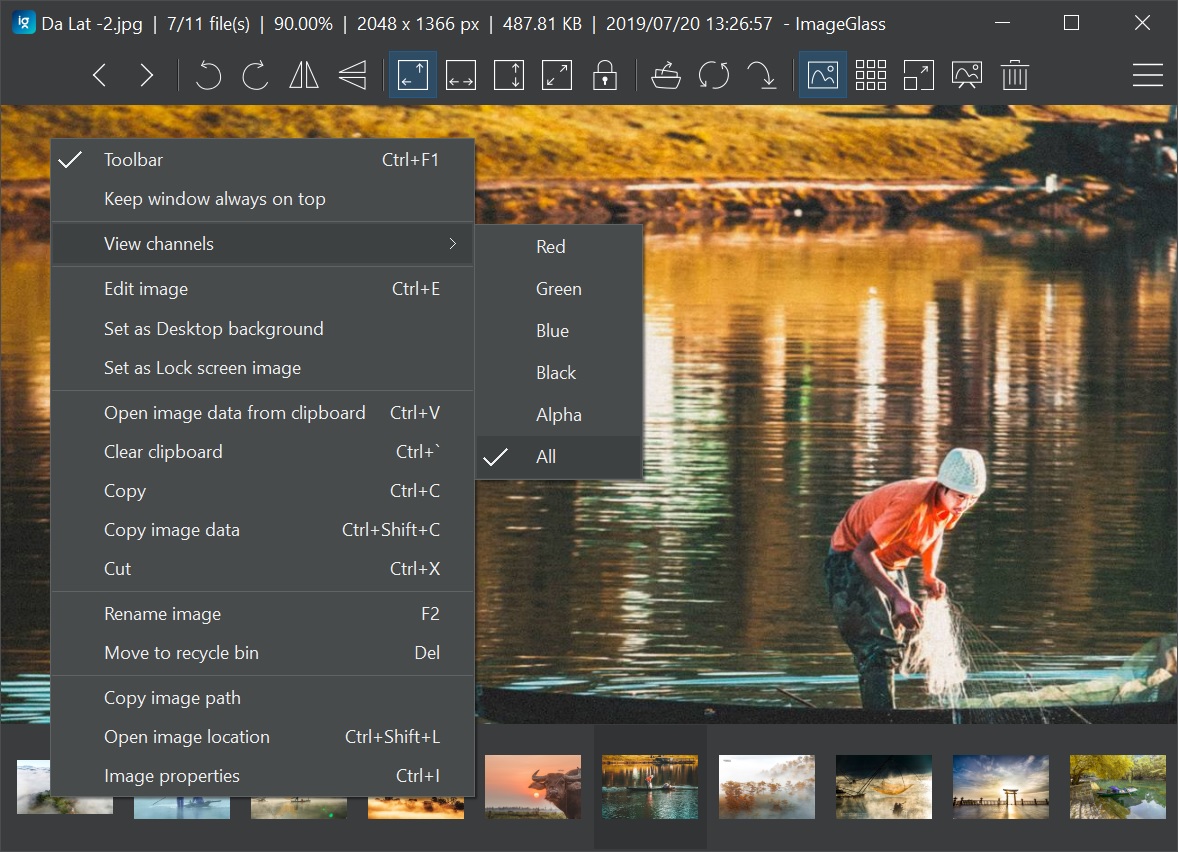 ig Da Lat -2.jpg | 7/11 file(s) | 90.00% | 2048 x 1366 px | 487.81 KB | 2019/07/20 13:26:57 - ImageGlass
Toolbar Ctrl+F1
Keep window always on top
View channels
Edit image Ctrl+E
Set as Desktop background
Set as Lock screen image
Open image data from clipboard Ctrl+V
Clear clipboard Ctrl+`
Copy Ctrl+C
Copy image data Ctrl+Shift+C
Cut Ctrl+X
Rename image F2
Move to recycle bin Del
Copy image path
Open image location Ctrl+Shift+L
Image properties Ctrl+I
Red
Green
Blue
Black
Alpha
All